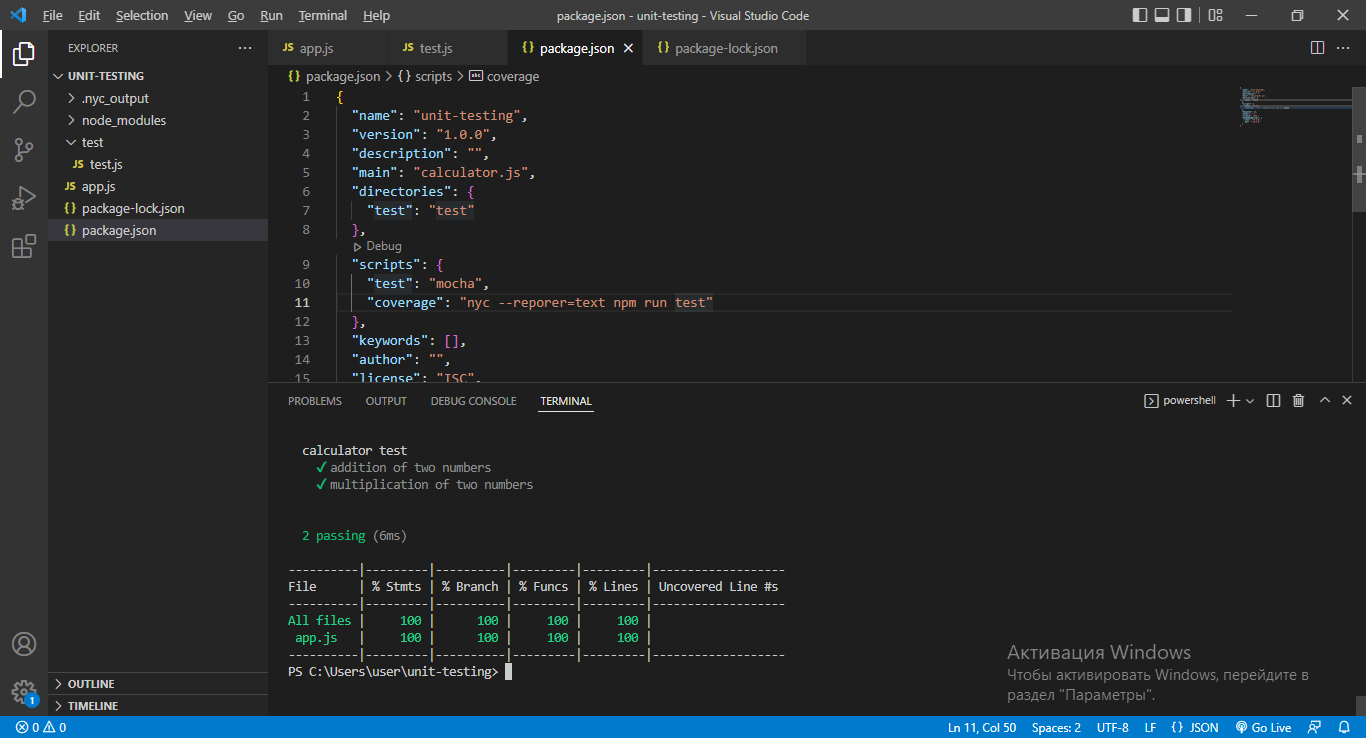 File Edit Selection View Go Run Terminal Help package.json - unit-testing - Visual Studio Code
EXPLORER
UNIT-TESTING
.nyc_output
node_modules
test
JS test.js
JS app.js
{} package-lock.json
{} package.json
OUTLINE
TIMELINE
JS app.js JS test.js {} package.json {} package-lock.json
{} package.json > {} scripts > abc coverage
1 {
2 "name": "unit-testing",
3 "version": "1.0.0",
4 "description": "",
5 "main": "calculator.js",
6 "directories": {
7 "test": "test"
8 },
Debug
9 "scripts": {
10 "test": "mocha",
11 "coverage": "nyc --reporer=text npm run test"
12 },
13 "keywords": [],
14 "author": "",
15 "license": "ISC",
PROBLEMS OUTPUT DEBUG CONSOLE TERMINAL powershell
calculator test
✓ addition of two numbers
✓ multiplication of two numbers
2 passing (6ms)
----------|---------|----------|---------|---------|-------------------
File | % Stmts | % Branch | % Funcs | % Lines | Uncovered Line #s
----------|---------|----------|---------|---------|-------------------
All files | 100 | 100 | 100 | 100 |
app.js | 100 | 100 | 100 | 100 |
----------|---------|----------|---------|---------|-------------------
PS C:\Users\user\unit-testing>
Активация Windows
Чтобы активировать Windows, перейдите в
раздел "Параметры".
1
0 0 Ln 11, Col 50 Spaces: 2 UTF-8 LF {} JSON Go Live